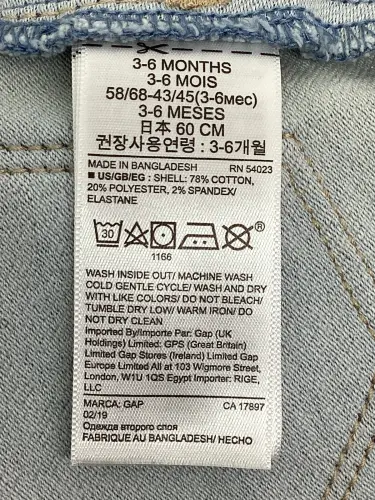 3-6 MONTHS
3-6 MOIS
58/68-43/45(3-6мес)
3-6 MESES
日本 60 CM
권장사용연령 : 3-6개월
MADE IN BANGLADESH RN 54023
■ US/GB/EG : SHELL: 78% COTTON,
20% POLYESTER, 2% SPANDEX/
ELASTANE
30
®
1166
WASH INSIDE OUT/ MACHINE WASH
COLD GENTLE CYCLE/ WASH AND DRY
WITH LIKE COLORS/ DO NOT BLEACH/
TUMBLE DRY LOW/ WARM IRON/ DO
NOT DRY CLEAN
Imported By/Importe Par: Gap (UK
Holdings) Limited: GPS (Great Britain)
Limited Gap Stores (Ireland) Limited Gap
Europe Limited All at 103 Wigmore Street,
London, W1U 1QS Egypt Importer: RIGE,
LLC
MARCA: GAP CA 17897
02/19
Одежда второго слоя
FABRIQUE AU BANGLADESH/ HECHO